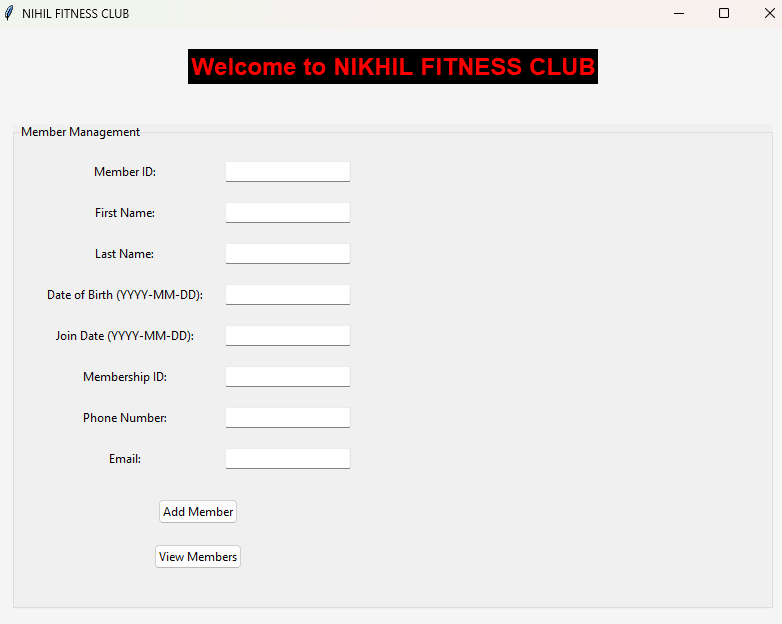 NIHIL FITNESS CLUB
Welcome to NIKHIL FITNESS CLUB
Member Management
Member ID:
First Name:
Last Name:
Date of Birth (YYYY-MM-DD):
Join Date (YYYY-MM-DD):
Membership ID:
Phone Number:
Email:
Add Member
View Members